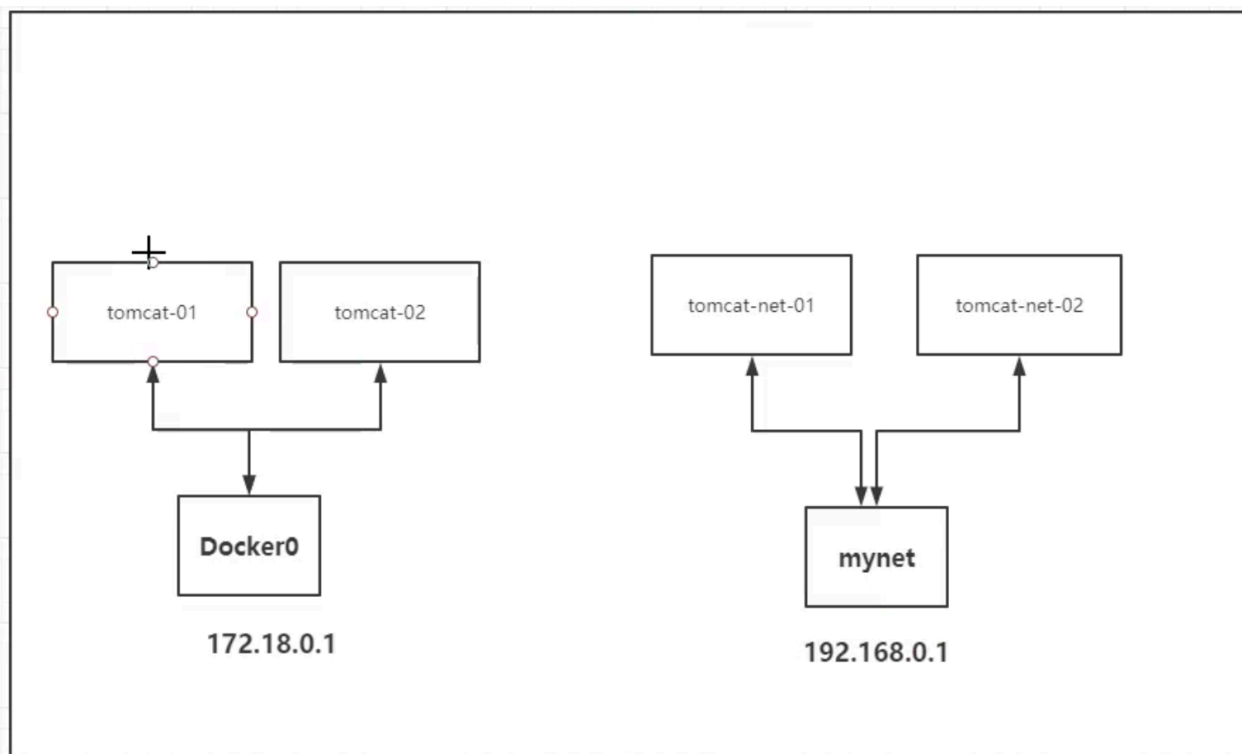 tomcat-01
tomcat-02
tomcat-net-01
tomcat-net-02
Docker0
mynet
172.18.0.1
192.168.0.1